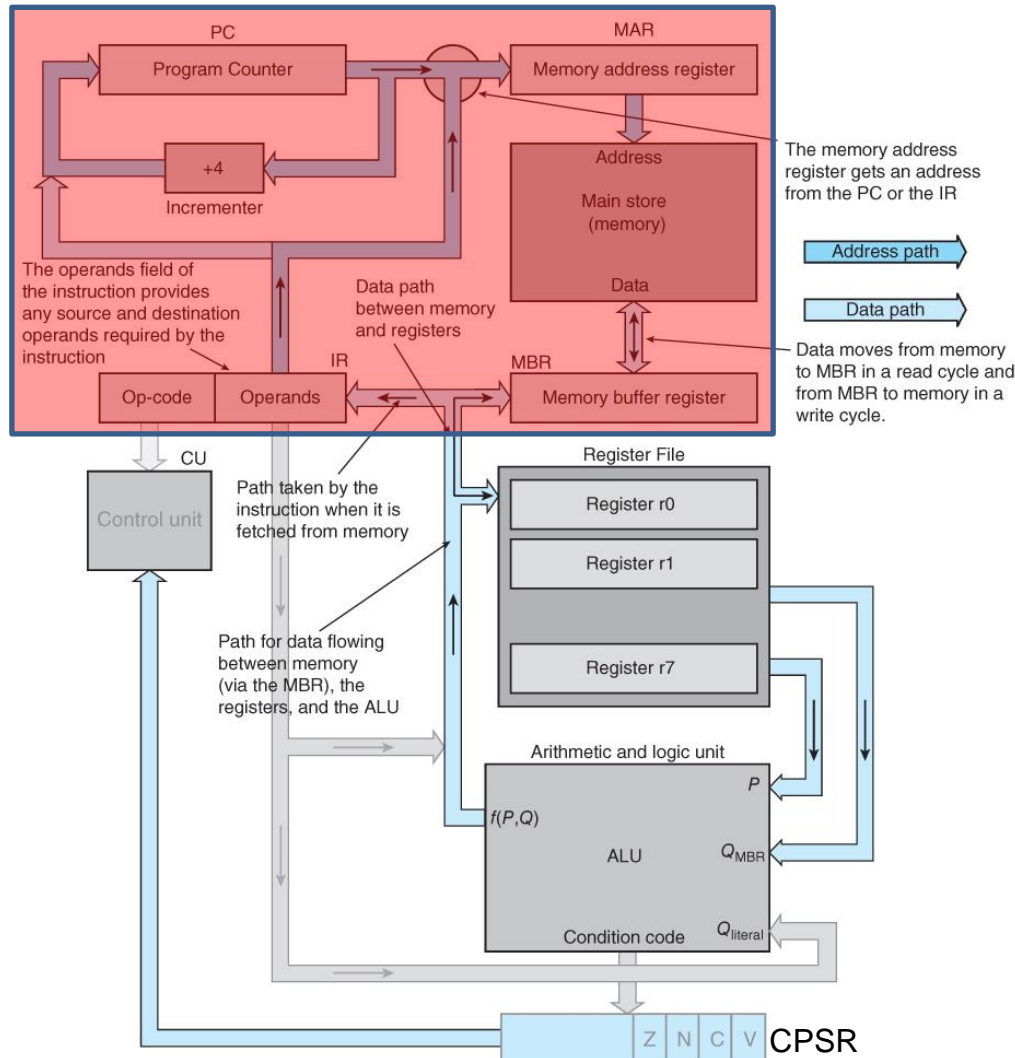 PC
MAR
Program Counter
Memory address register
+4
Incrementer
Address
Main store
(memory)
Data
The memory address
register gets an address
from the PC or the IR
Address path
Data path
The operands field of
the instruction provides
any source and destination
operands required by the
instruction
Data path
between memory
and registers
Data moves from memory
to MBR in a read cycle and
from MBR to memory in a
write cycle.
IR
MBR
Op-code
Operands
Memory buffer register
CU
Control unit
Path taken by the
instruction when it is
fetched from memory
Register File
Register r0
Register r1
Register r7
Path for data flowing
between memory
(via the MBR), the
registers, and the ALU
Arithmetic and logic unit
P
f(P,Q)
ALU
QMBR
Qliteral
Condition code
Z N C V CPSR